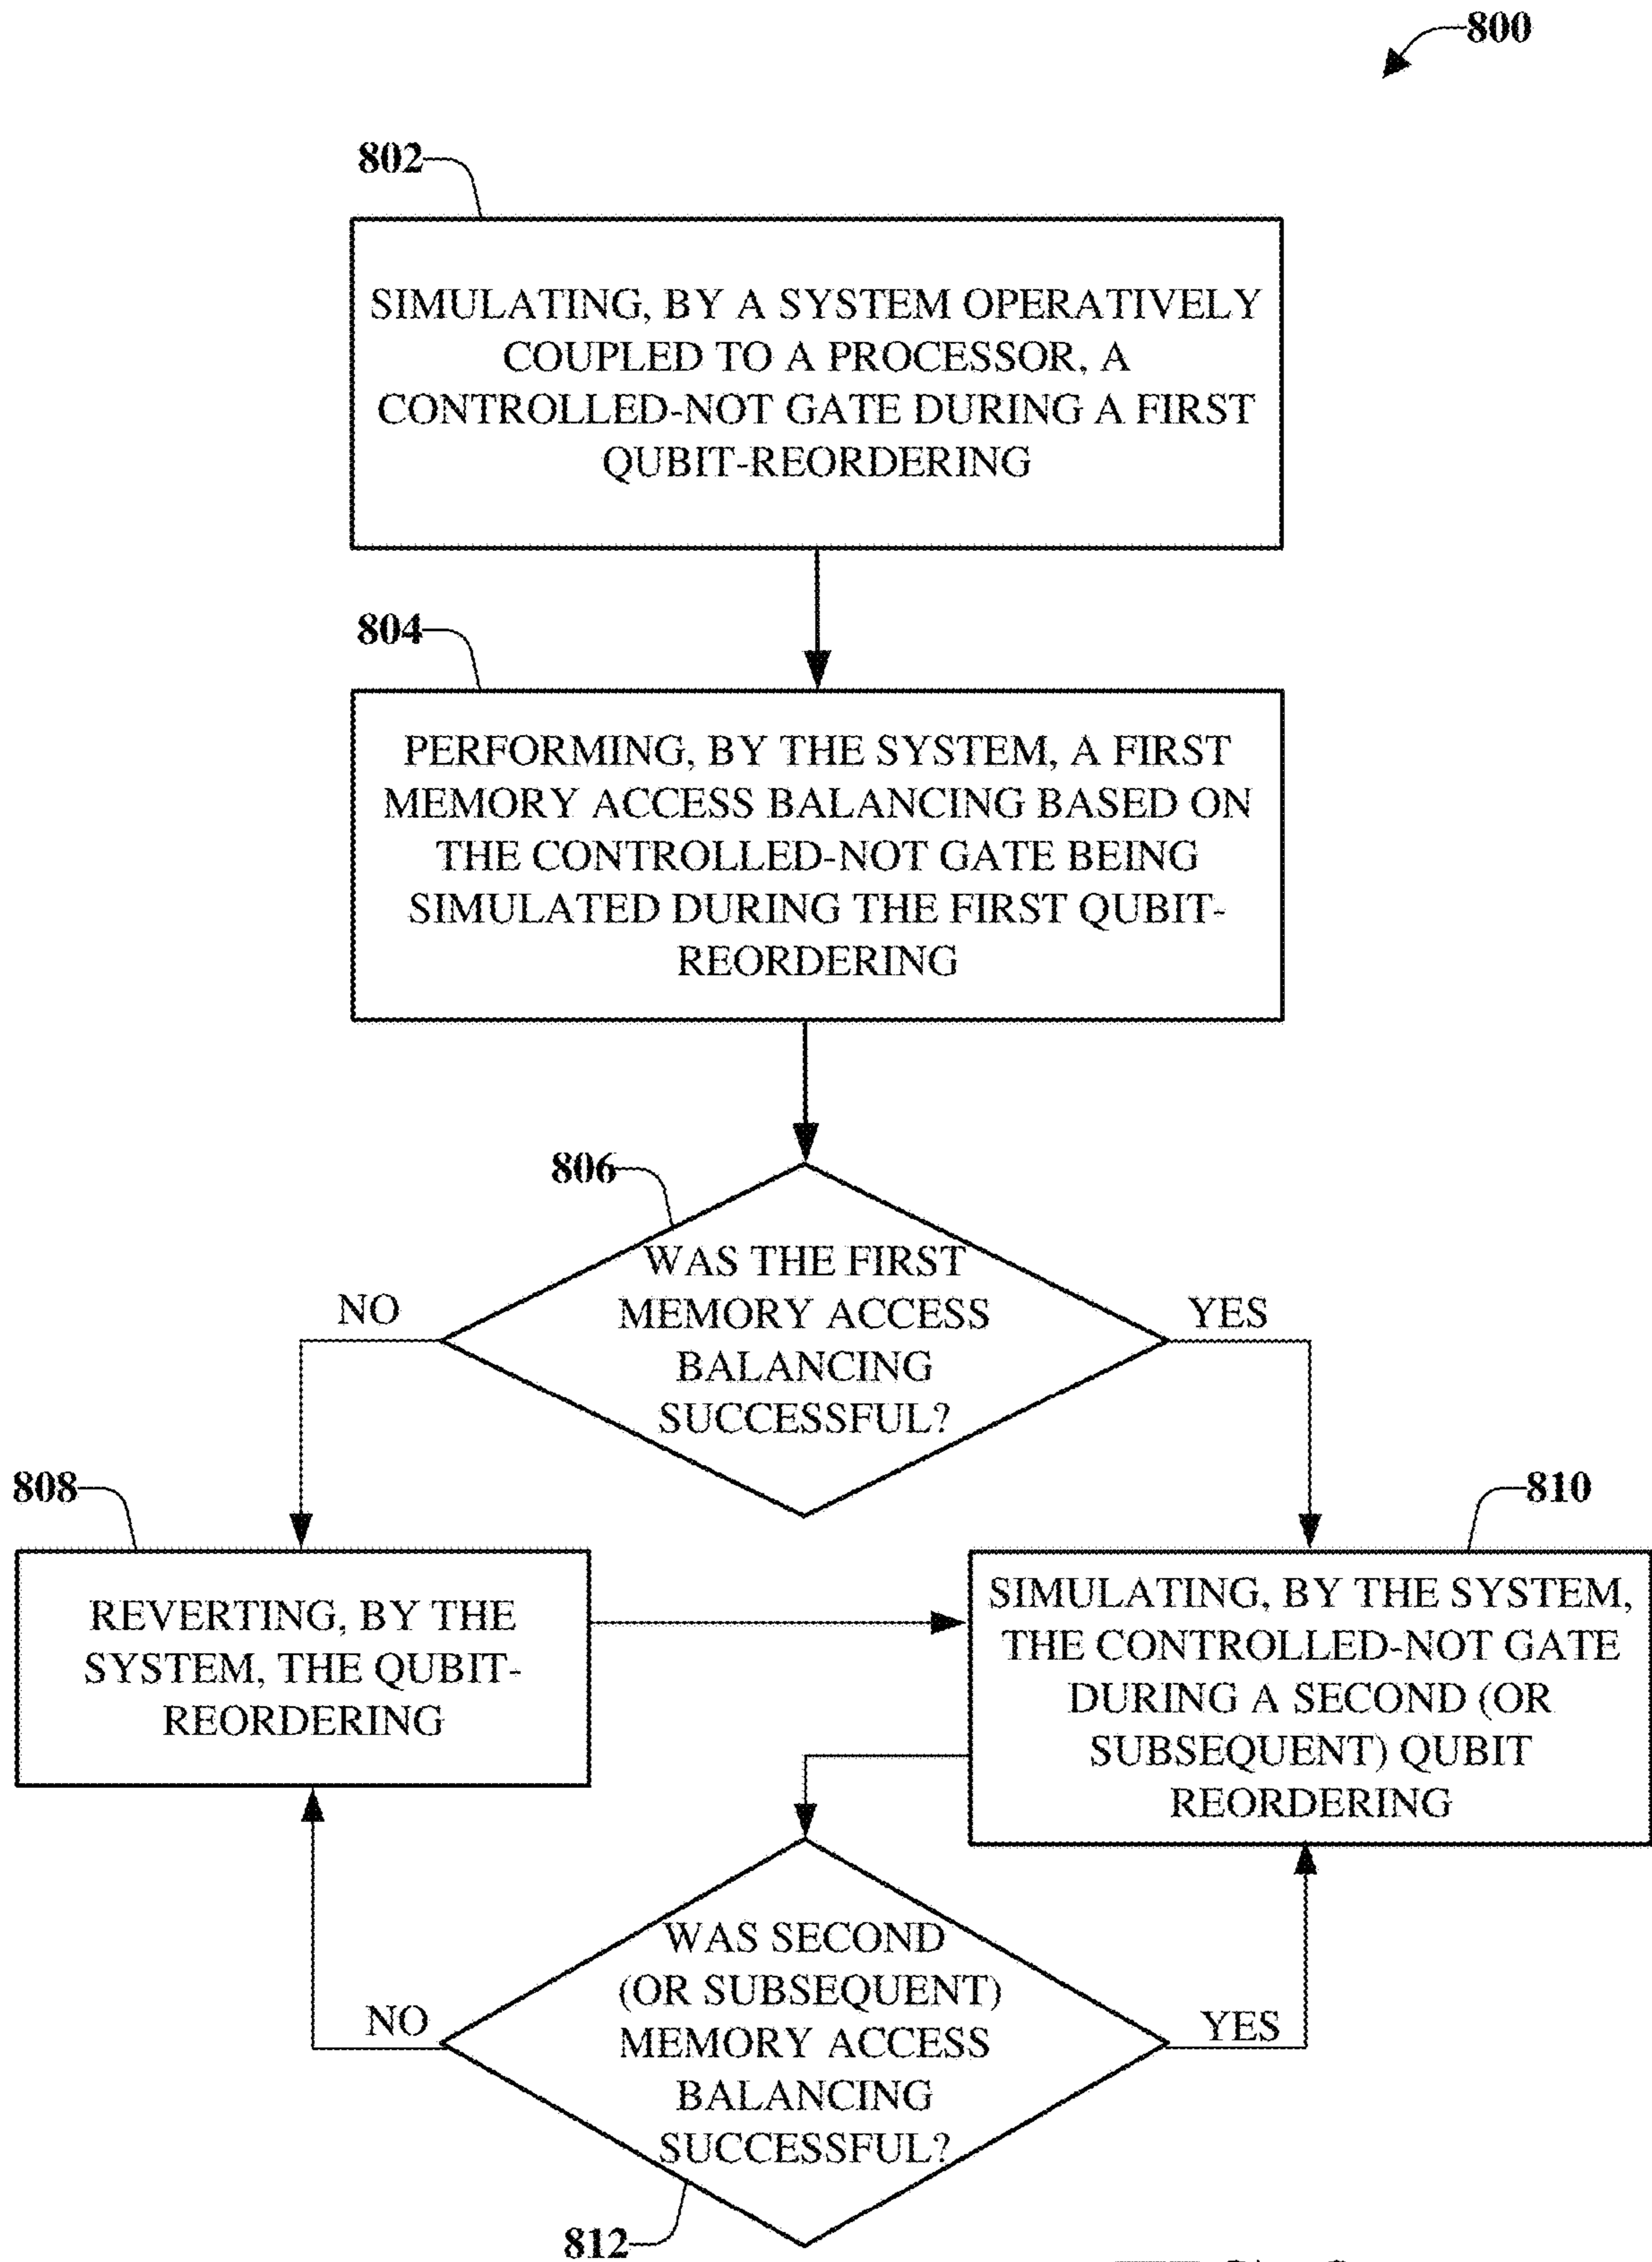 800
802
SIMULATING, BY A SYSTEM OPERATIVELY
COUPLED TO A PROCESSOR, A
CONTROLLED-NOT GATE DURING A FIRST
QUBIT-REORDERING
804
PERFORMING, BY THE SYSTEM, A FIRST
MEMORY ACCESS BALANCING BASED ON
THE CONTROLLED-NOT GATE BEING
SIMULATED DURING THE FIRST QUBIT-
REORDERING
806
WAS THE FIRST
MEMORY ACCESS
BALANCING
SUCCESSFUL?
NO
YES
808
REVERTING, BY THE
SYSTEM, THE QUBIT-
REORDERING
810
SIMULATING, BY THE SYSTEM,
THE CONTROLLED-NOT GATE
DURING A SECOND (OR
SUBSEQUENT) QUBIT
REORDERING
WAS SECOND
(OR SUBSEQUENT)
MEMORY ACCESS
BALANCING
SUCCESSFUL?
NO
YES
812